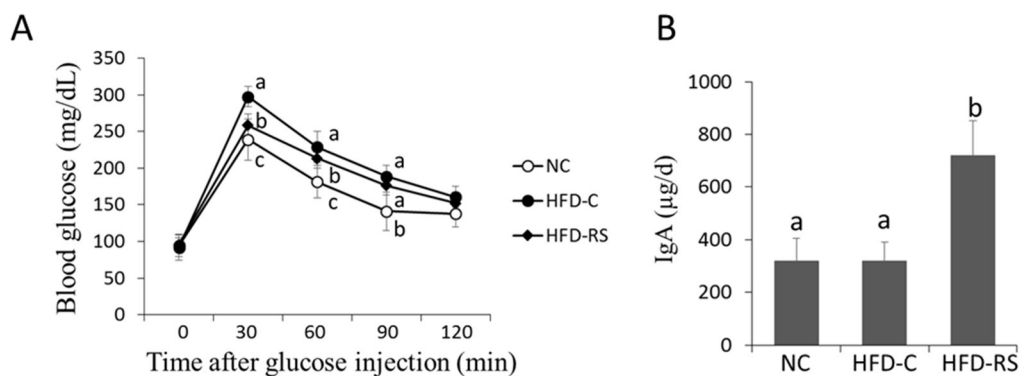 A
Blood glucose (mg/dL)
350
300
250
200
150
100
50
0
a
b
c
a
b
c
a
a
b
0 30 60 90 120
Time after glucose injection (min)
NC
HFD-C
HFD-RS
B
IgA (µg/d)
1000
800
600
400
200
0
a
a
b
NC HFD-C HFD-RS